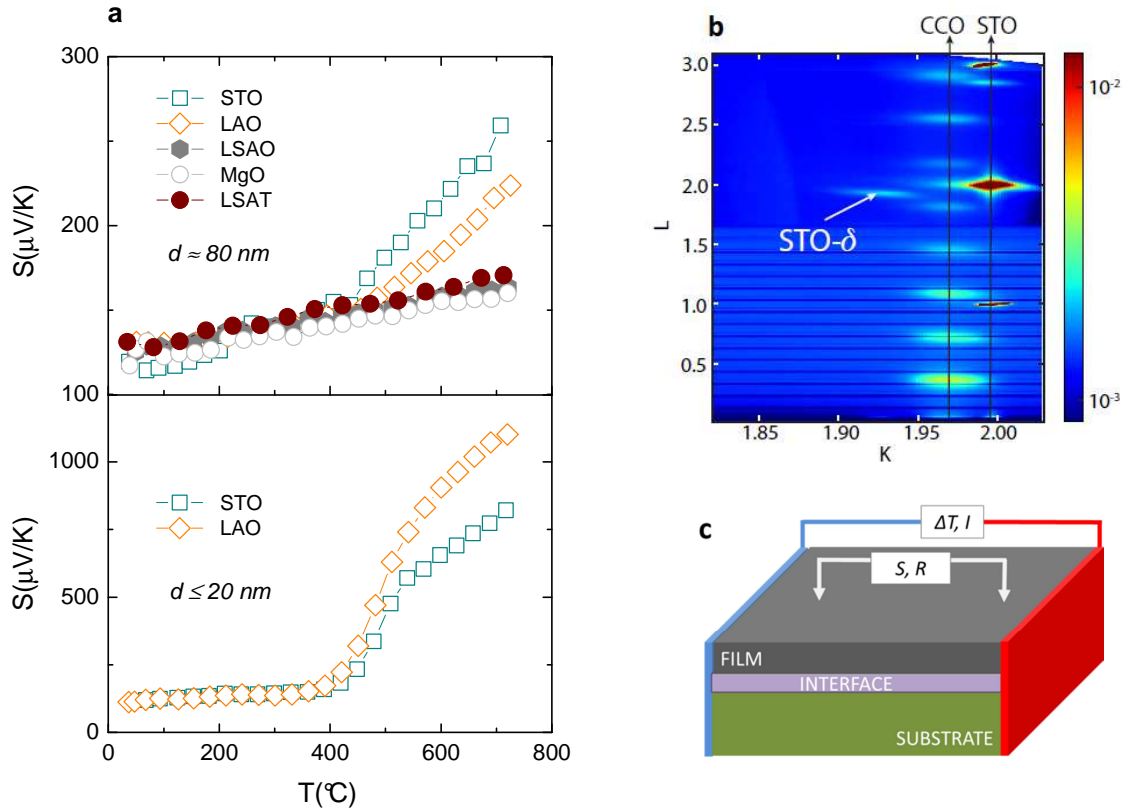 a
300
200
100
S(µV/K)
STO
LAO
LSAO
MgO
LSAT
d ≈ 80 nm
1000
500
0
S(µV/K)
STO
LAO
d ≤ 20 nm
0 200 400 600 800
T(°C)
b
CCO STO
3.0
2.5
2.0
1.5
1.0
0.5
L
STO-δ
1.85 1.90 1.95 2.00
K
10⁻²
10⁻³
c
ΔT, I
S, R
FILM
INTERFACE
SUBSTRATE